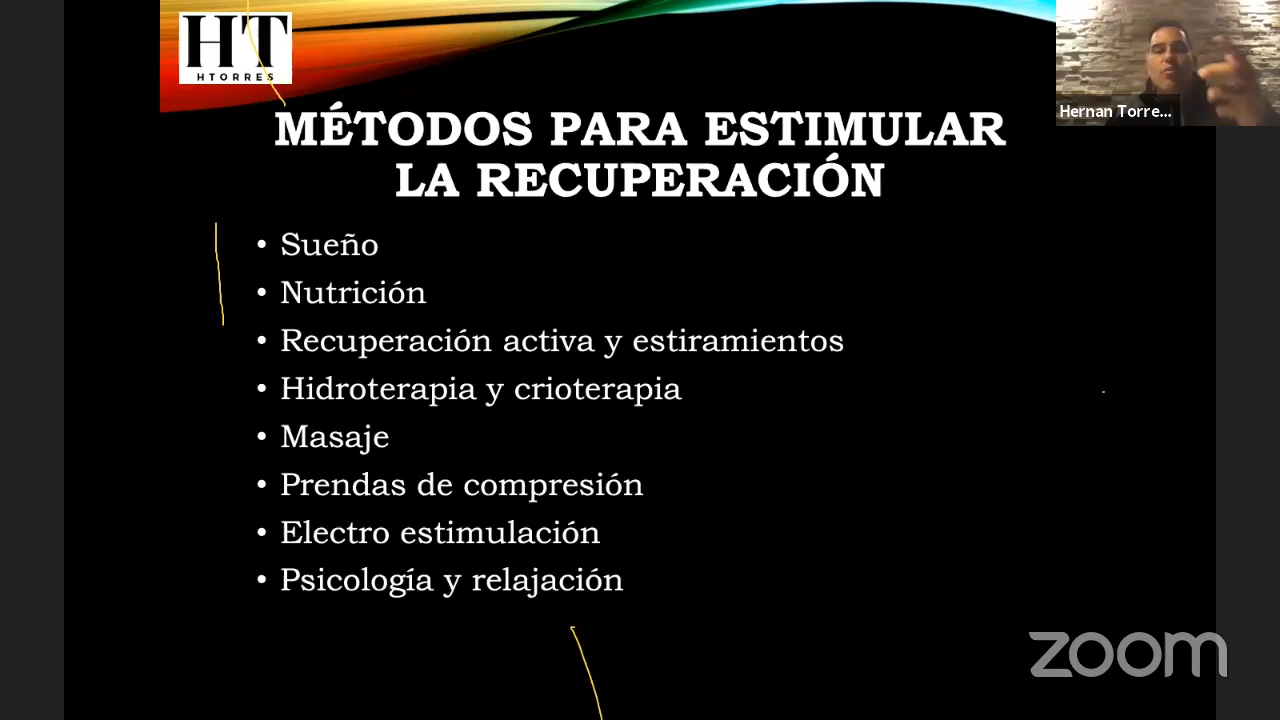 HT
HTORRES
Hernan Torre...
MÉTODOS PARA ESTIMULAR
LA RECUPERACIÓN
• Sueño
• Nutrición
• Recuperación activa y estiramientos
• Hidroterapia y crioterapia
• Masaje
• Prendas de compresión
• Electro estimulación
• Psicología y relajación
zoom